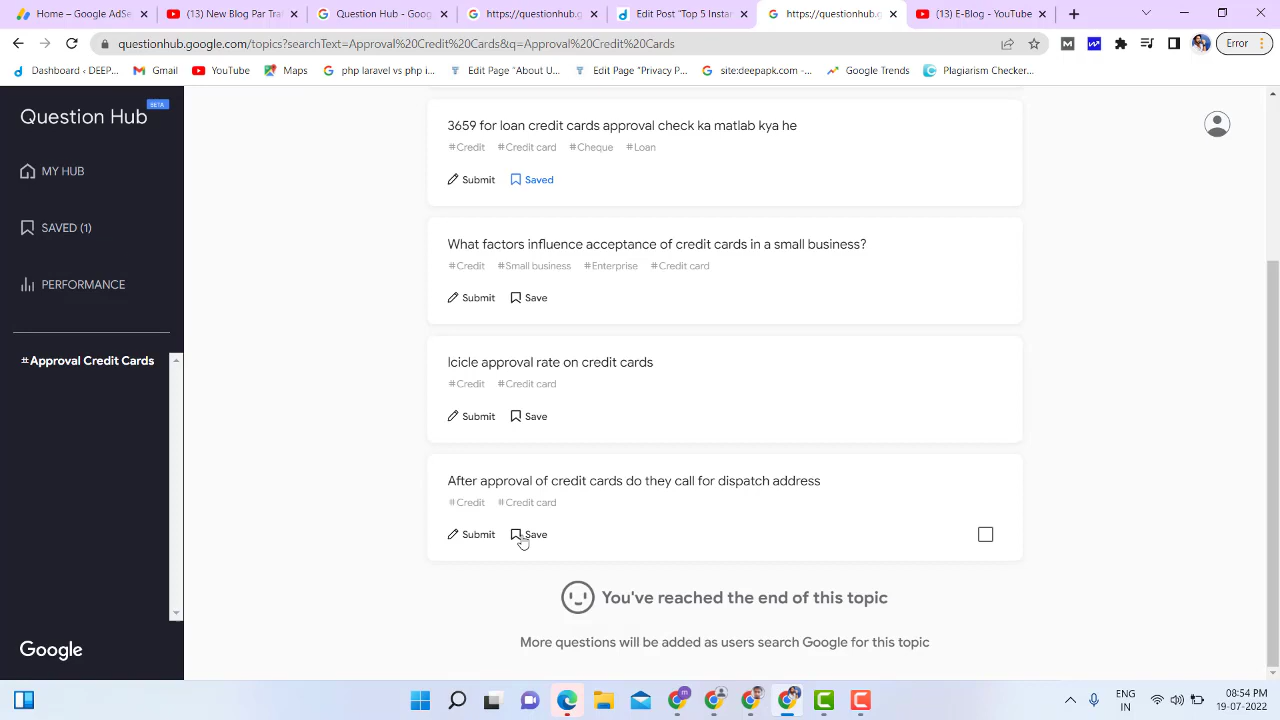 Google AdSe
(13) Blog Par Tra
Question Hub - G
https://questionhub.g
Edit Post "Top 5 Instar
https://questionhub.g
(13) E-Blog - YouTube
questionhub.google.com/topics?searchText=Approval%20Credit%20Cards&q=Approval%20Credit%20Cards
Error
Dashboard ‹ DEEP...
Gmail
YouTube
Maps
php laravel vs php i...
Edit Page "About U...
Edit Page "Privacy P...
site:deepapk.com -...
Google Trends
Plagiarism Checker...
Question Hub
BETA
MY HUB
SAVED (1)
PERFORMANCE
#Approval Credit Cards
Google
3659 for loan credit cards approval check ka matlab kya he
#Credit #Credit card #Cheque #Loan
Submit Saved
What factors influence acceptance of credit cards in a small business?
#Credit #Small business #Enterprise #Credit card
Submit Save
Icicle approval rate on credit cards
#Credit #Credit card
Submit Save
After approval of credit cards do they call for dispatch address
#Credit #Credit card
Submit Save
You've reached the end of this topic
More questions will be added as users search Google for this topic
ENG
IN
08:54 PM
19-07-2022